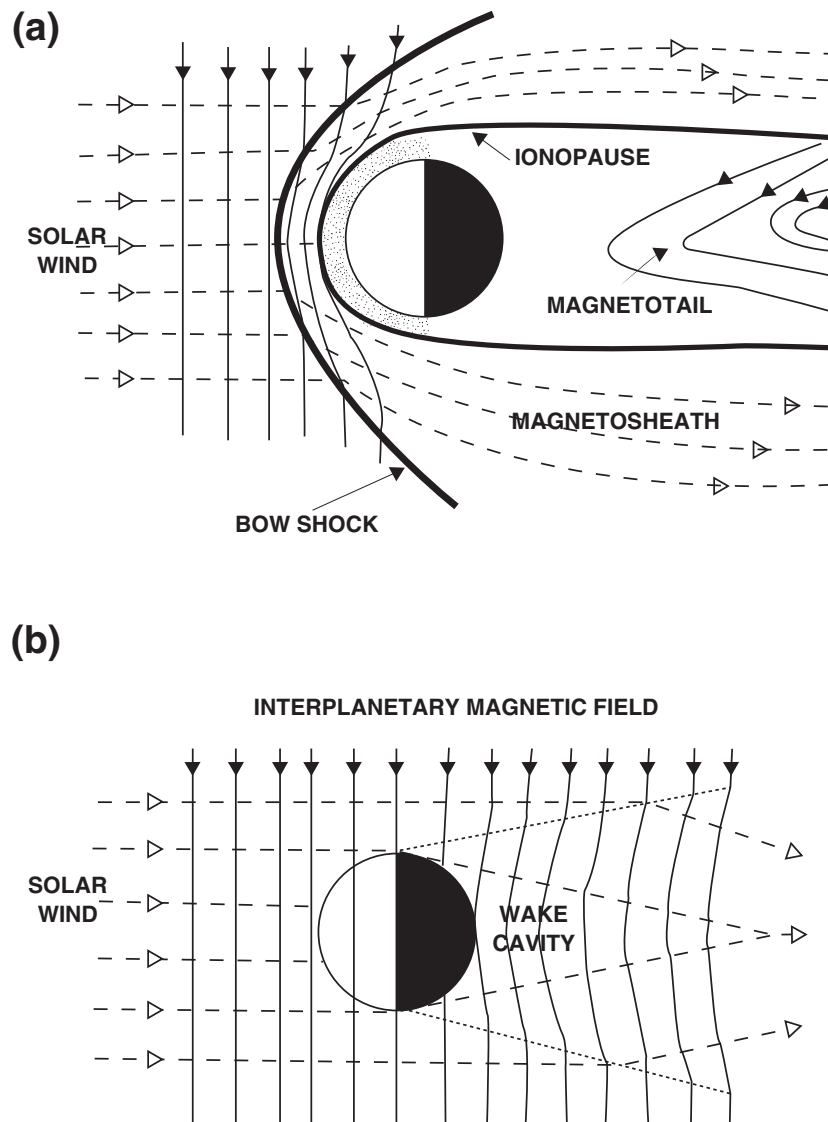 (a)
IONOPAUSE
SOLAR
WIND
MAGNETOTAIL
MAGNETOSHEATH
BOW SHOCK
(b)
INTERPLANETARY MAGNETIC FIELD
SOLAR
WIND
WAKE
CAVITY